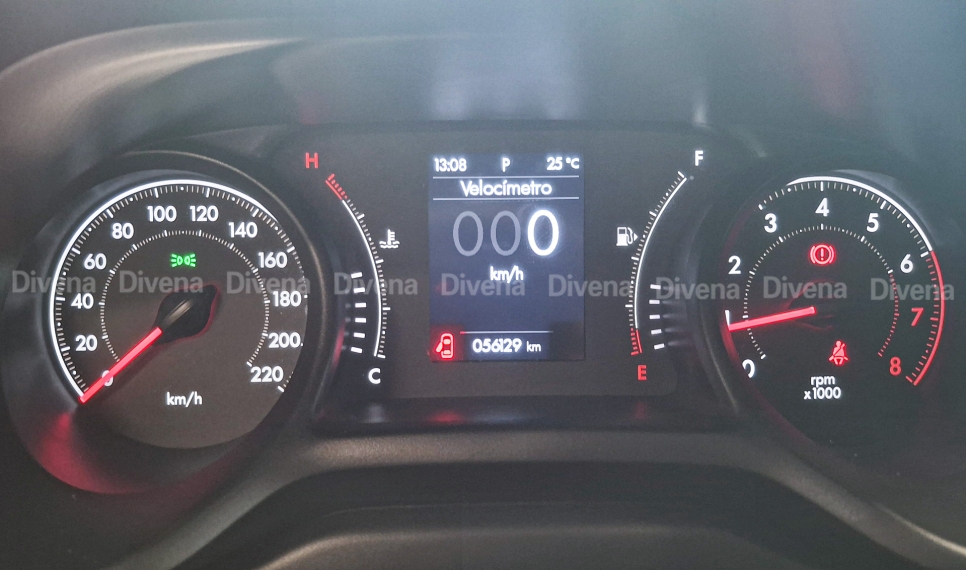 13:08 P 25 °C
Velocímetro
000
km/h
056129 km
H
C
F
E
0 20 40 60 80 100 120 140 160 180 200 220
km/h
0 2 3 4 5 6 7 8
rpm
x1000
Divena Divena Divena Divena Divena Divena Divena Divena Divena